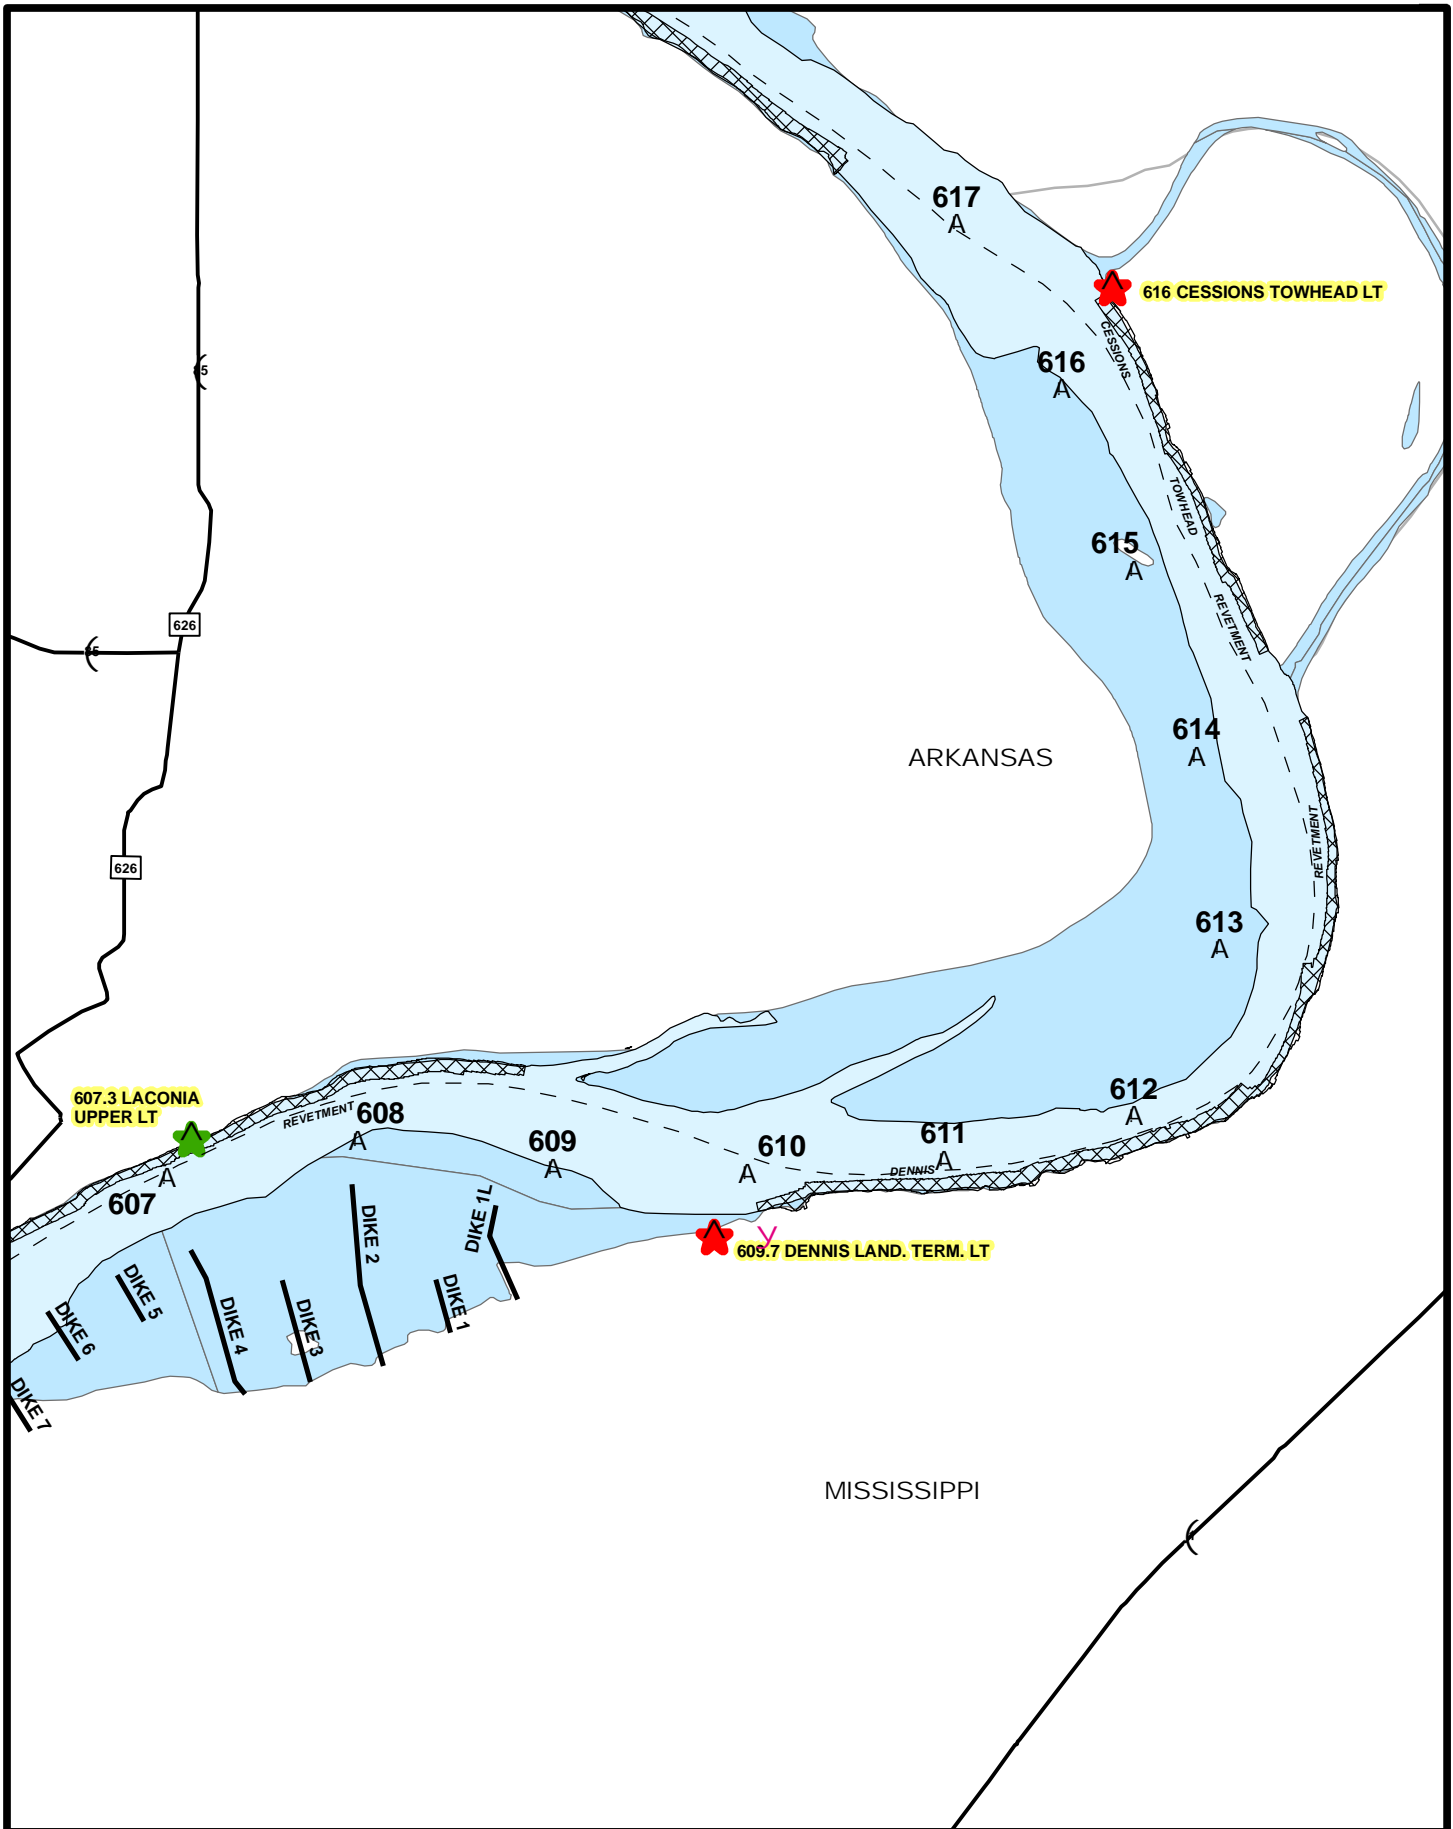 617
616 CESSIONS TOWHEAD LT
CESSIONS
616
TOWHEAD
615
REVETMENT
626
614
ARKANSAS
REVETMENT
626
613
607.3 LACONIA
UPPER LT
REVETMENT
608
612
609
610
611
DENNIS
607
DIKE 1L
DIKE 2
609.7 DENNIS LAND. TERM. LT
DIKE 5
DIKE 1
DIKE 6
DIKE 4
DIKE 3
DIKE 7
MISSISSIPPI